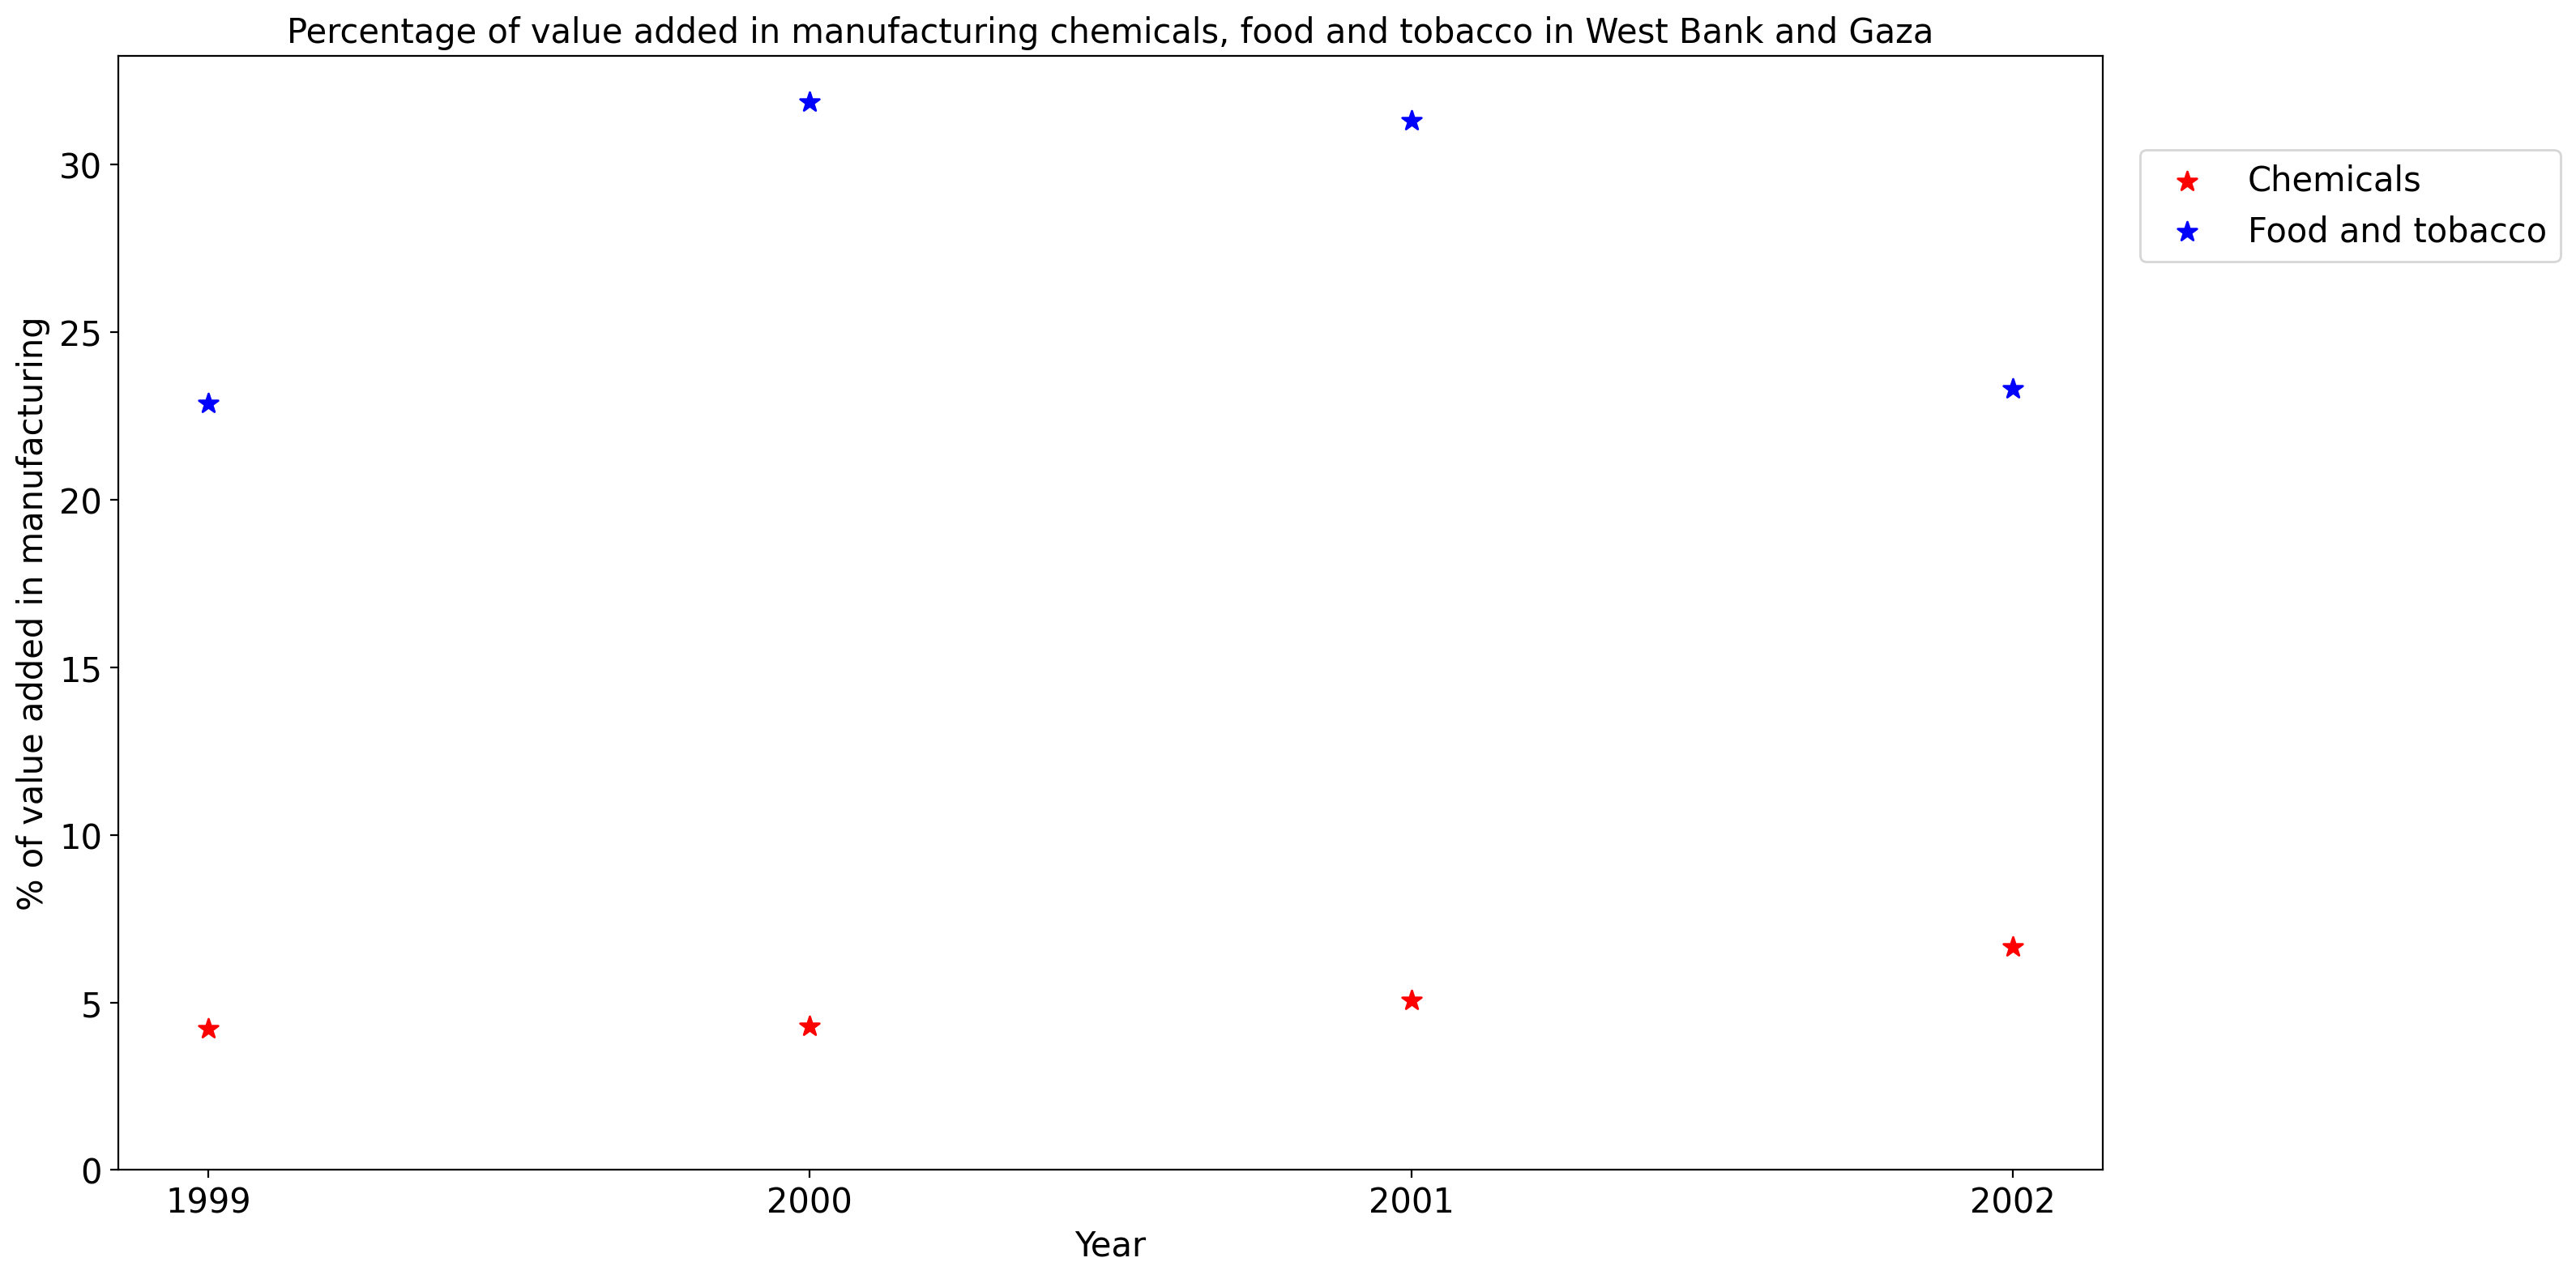 Percentage of value added in manufacturing chemicals, food and tobacco in West Bank and Gaza
% of value added in manufacturing
30
25
20
15
10
5
0
1999
2000
2001
2002
Year
Chemicals
Food and tobacco